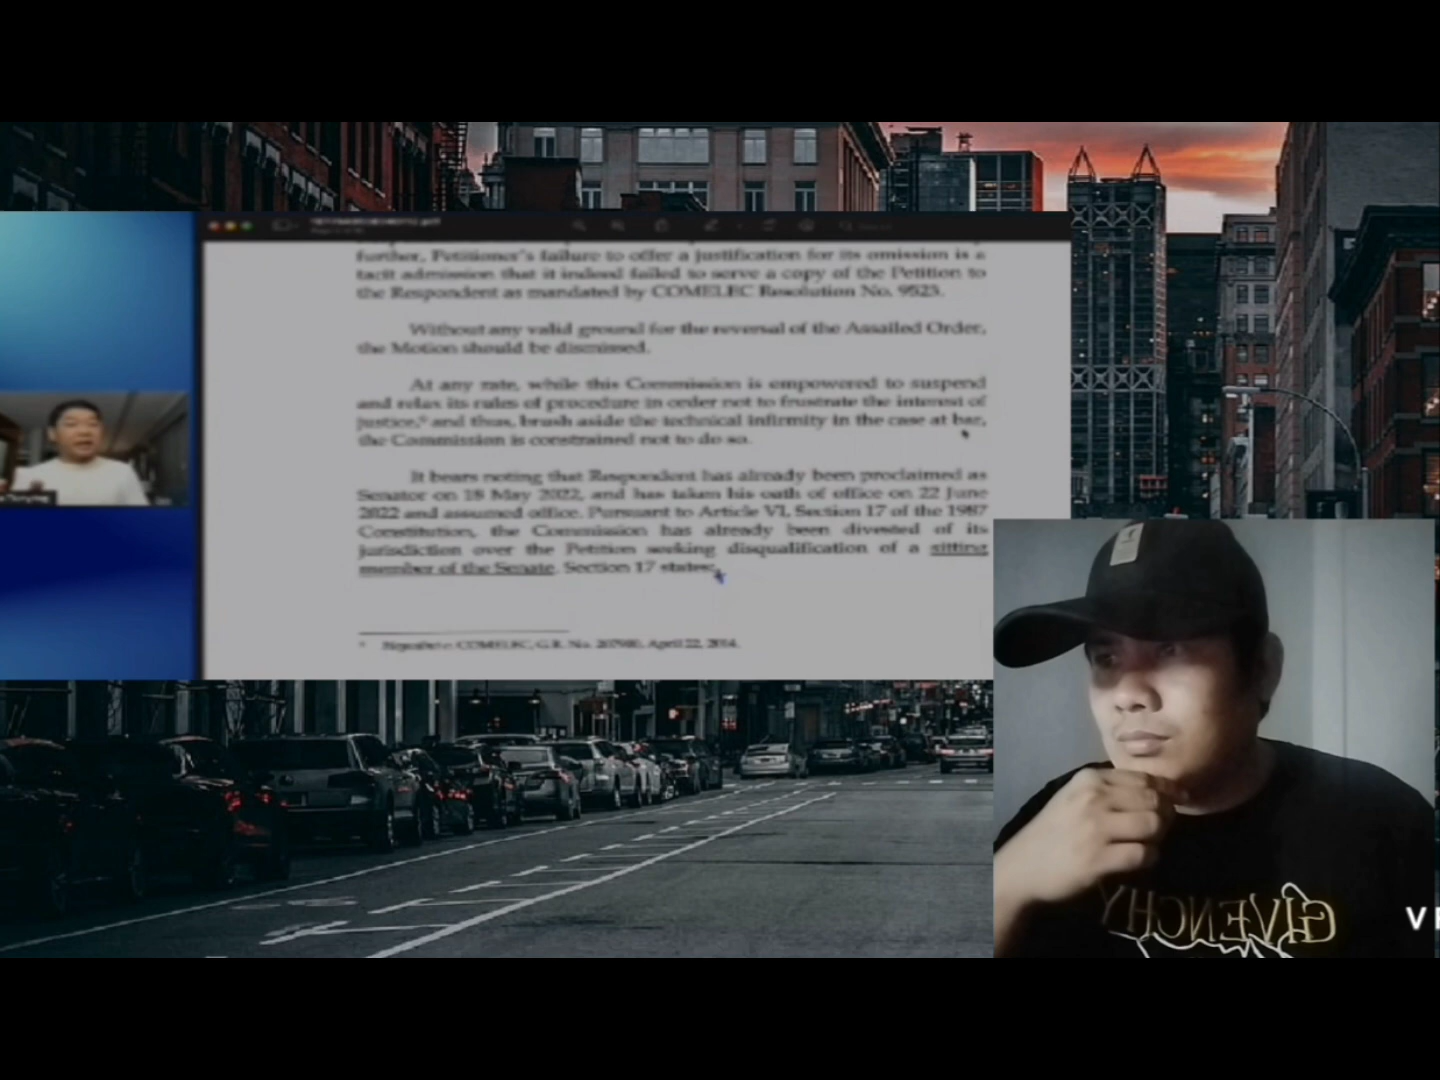 further, Petitioner's failure to offer a justification for its omission is a
tacit admission that it indeed failed to serve a copy of the Petition to
the Respondent as mandated by COMELEC Resolution No. 9523.
Without any valid ground for the reversal of the Assailed Order,
the Motion should be dismissed.
At any rate, while this Commission is empowered to suspend
and relax its rules of procedure in order not to frustrate the interest of
justice, and thus, brush aside the technical infirmity in the case at bar,
the Commission is constrained not to do so.
It bears noting that Respondent has already been proclaimed as
Senator on 18 May 2022, and has taken his oath of office on 22 June
2022 and assumed office. Pursuant to Article VI, Section 17 of the 1987
Constitution, the Commission has already been divested of its
jurisdiction over the Petition seeking disqualification of a sitting
member of the Senate. Section 17 states:
COMELEC, G.R. No. April 22, 2014.
GIVENCHY
V